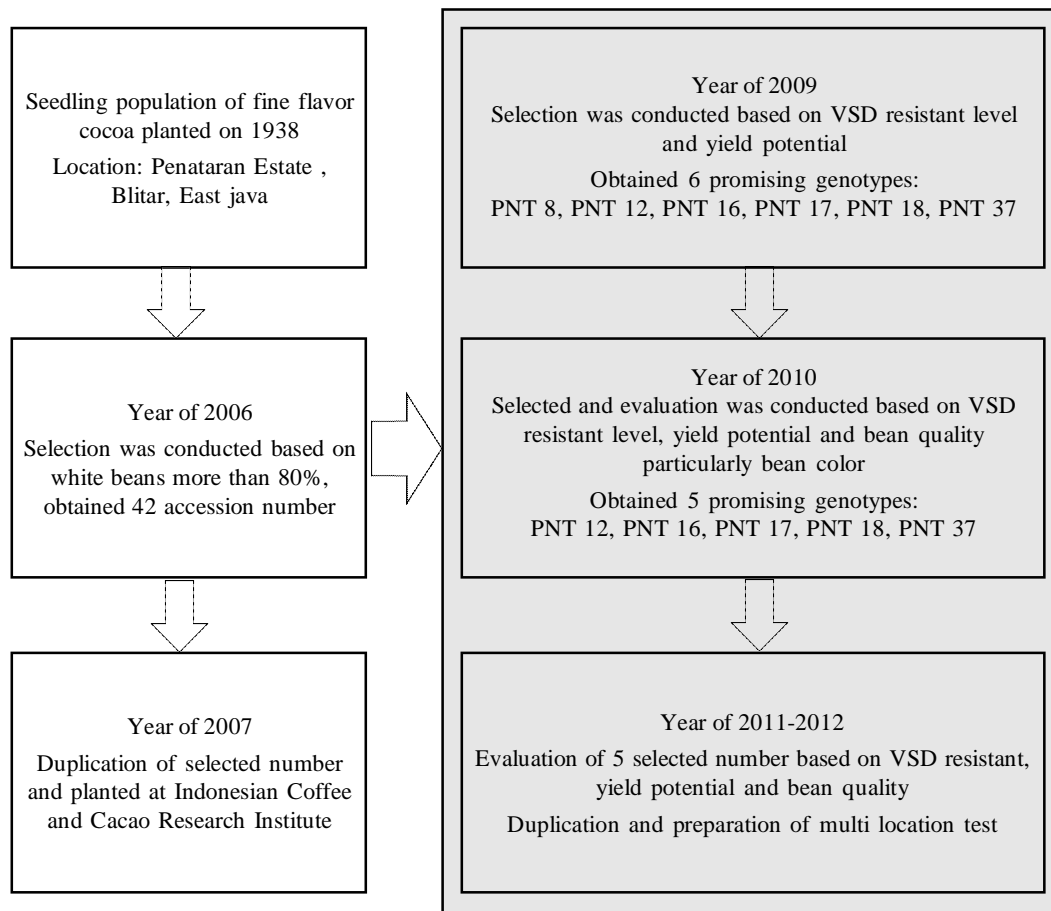 Seedling population of fine flavor
cocoa planted on 1938
Location: Penataran Estate ,
Blitar, East java
Year of 2006
Selection was conducted based on
white beans more than 80%,
obtained 42 accession number
Year of 2007
Duplication of selected number
and planted at Indonesian Coffee
and Cacao Research Institute
Year of 2009
Selection was conducted based on VSD resistant level
and yield potential
Obtained 6 promising genotypes:
PNT 8, PNT 12, PNT 16, PNT 17, PNT 18, PNT 37
Year of 2010
Selected and evaluation was conducted based on VSD
resistant level, yield potential and bean quality
particularly bean color
Obtained 5 promising genotypes:
PNT 12, PNT 16, PNT 17, PNT 18, PNT 37
Year of 2011-2012
Evaluation of 5 selected number based on VSD resistant,
yield potential and bean quality
Duplication and preparation of multi location test